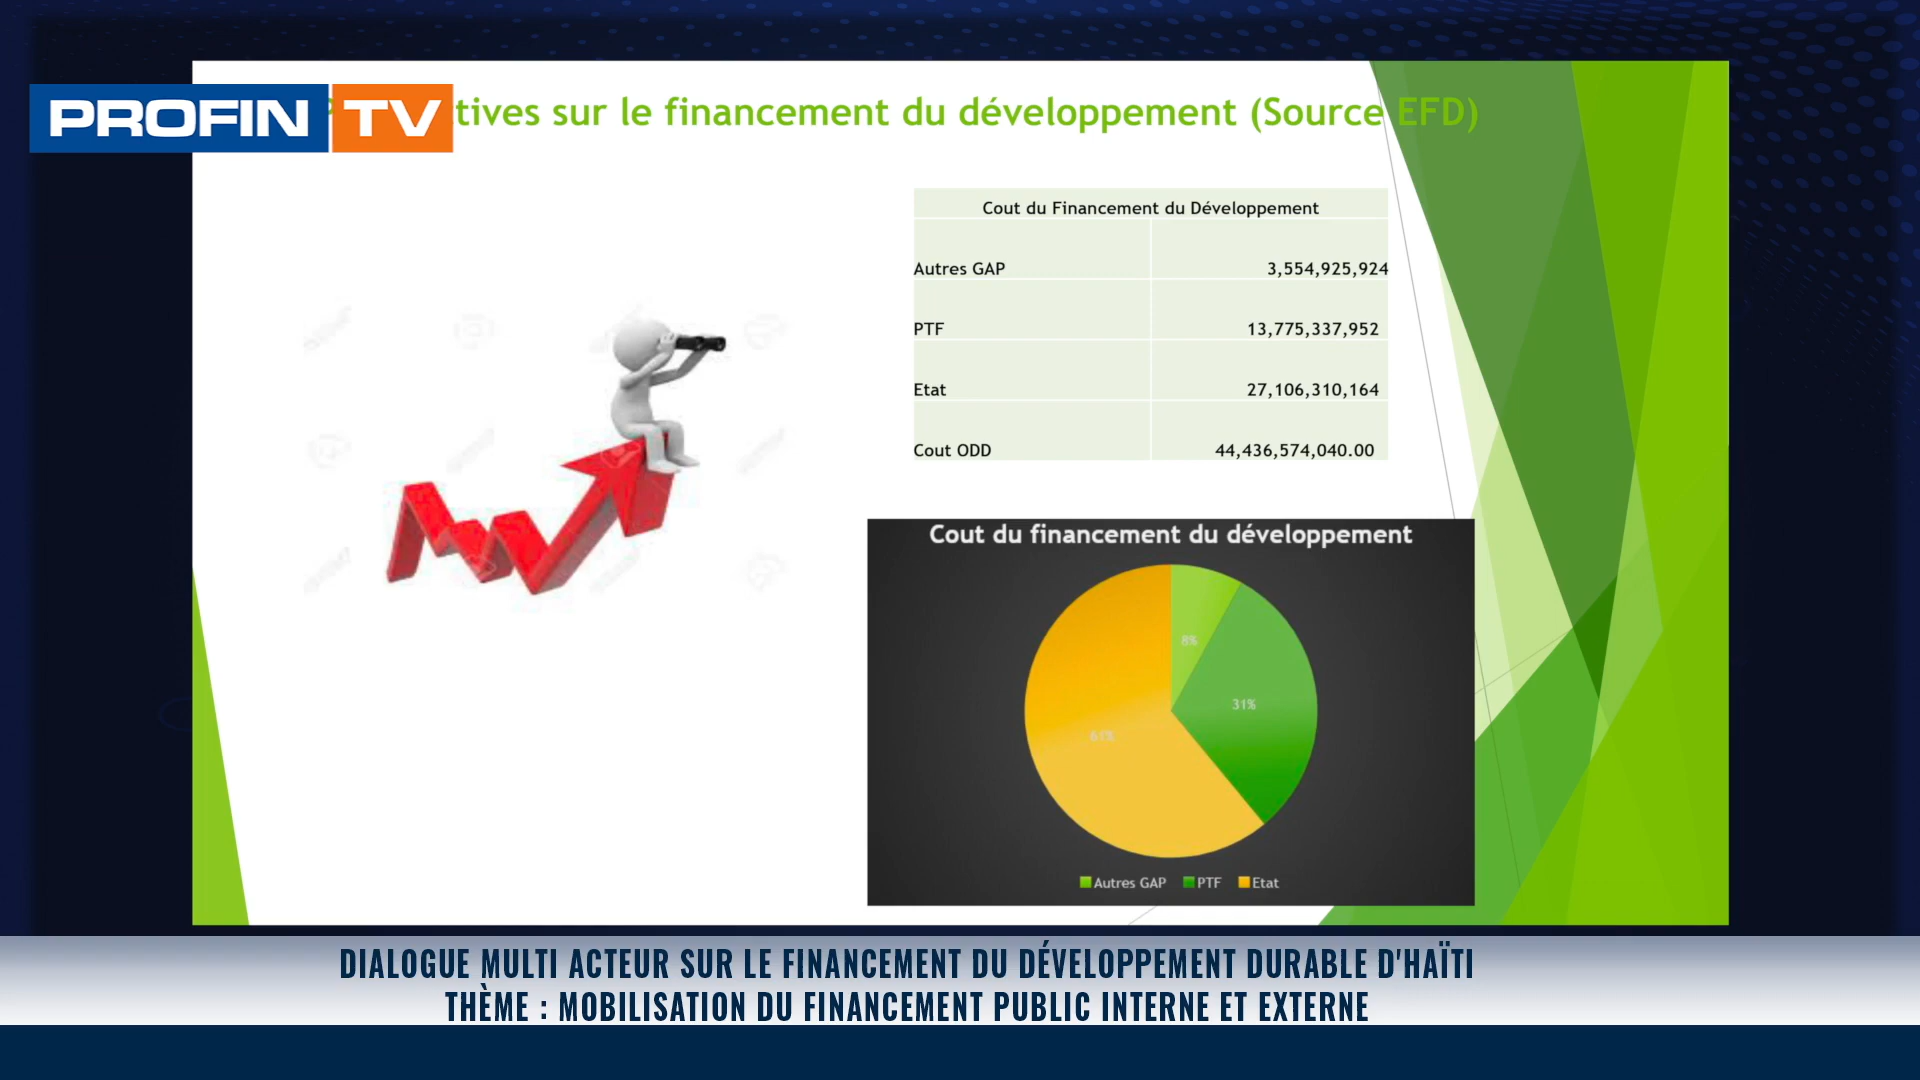 PROFIN TV
tives sur le financement du développement (Source EFD)
Cout du Financement du Développement
Autres GAP 3,554,925,924
PTF 13,775,337,952
Etat 27,106,310,164
Cout ODD 44,436,574,040.00
Cout du financement du développement
8%
31%
61%
Autres GAP PTF Etat
DIALOGUE MULTI ACTEUR SUR LE FINANCEMENT DU DÉVELOPPEMENT DURABLE D'HAÏTI
THÈME : MOBILISATION DU FINANCEMENT PUBLIC INTERNE ET EXTERNE